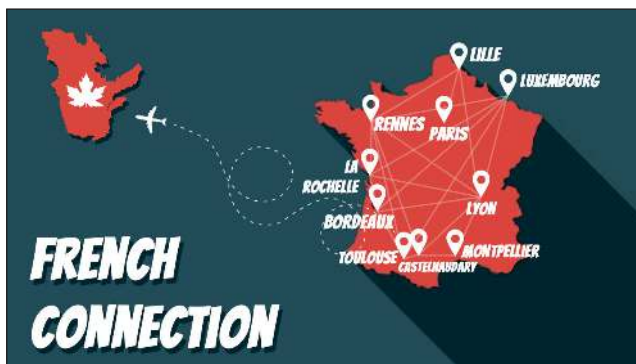 LILLE
LUXEMBOURG
RENNES
PARIS
LA
ROCHELLE
LYON
BORDEAUX
TOULOUSE
CASTELNAUDARY
MONTPELLIER
FRENCH
CONNECTION